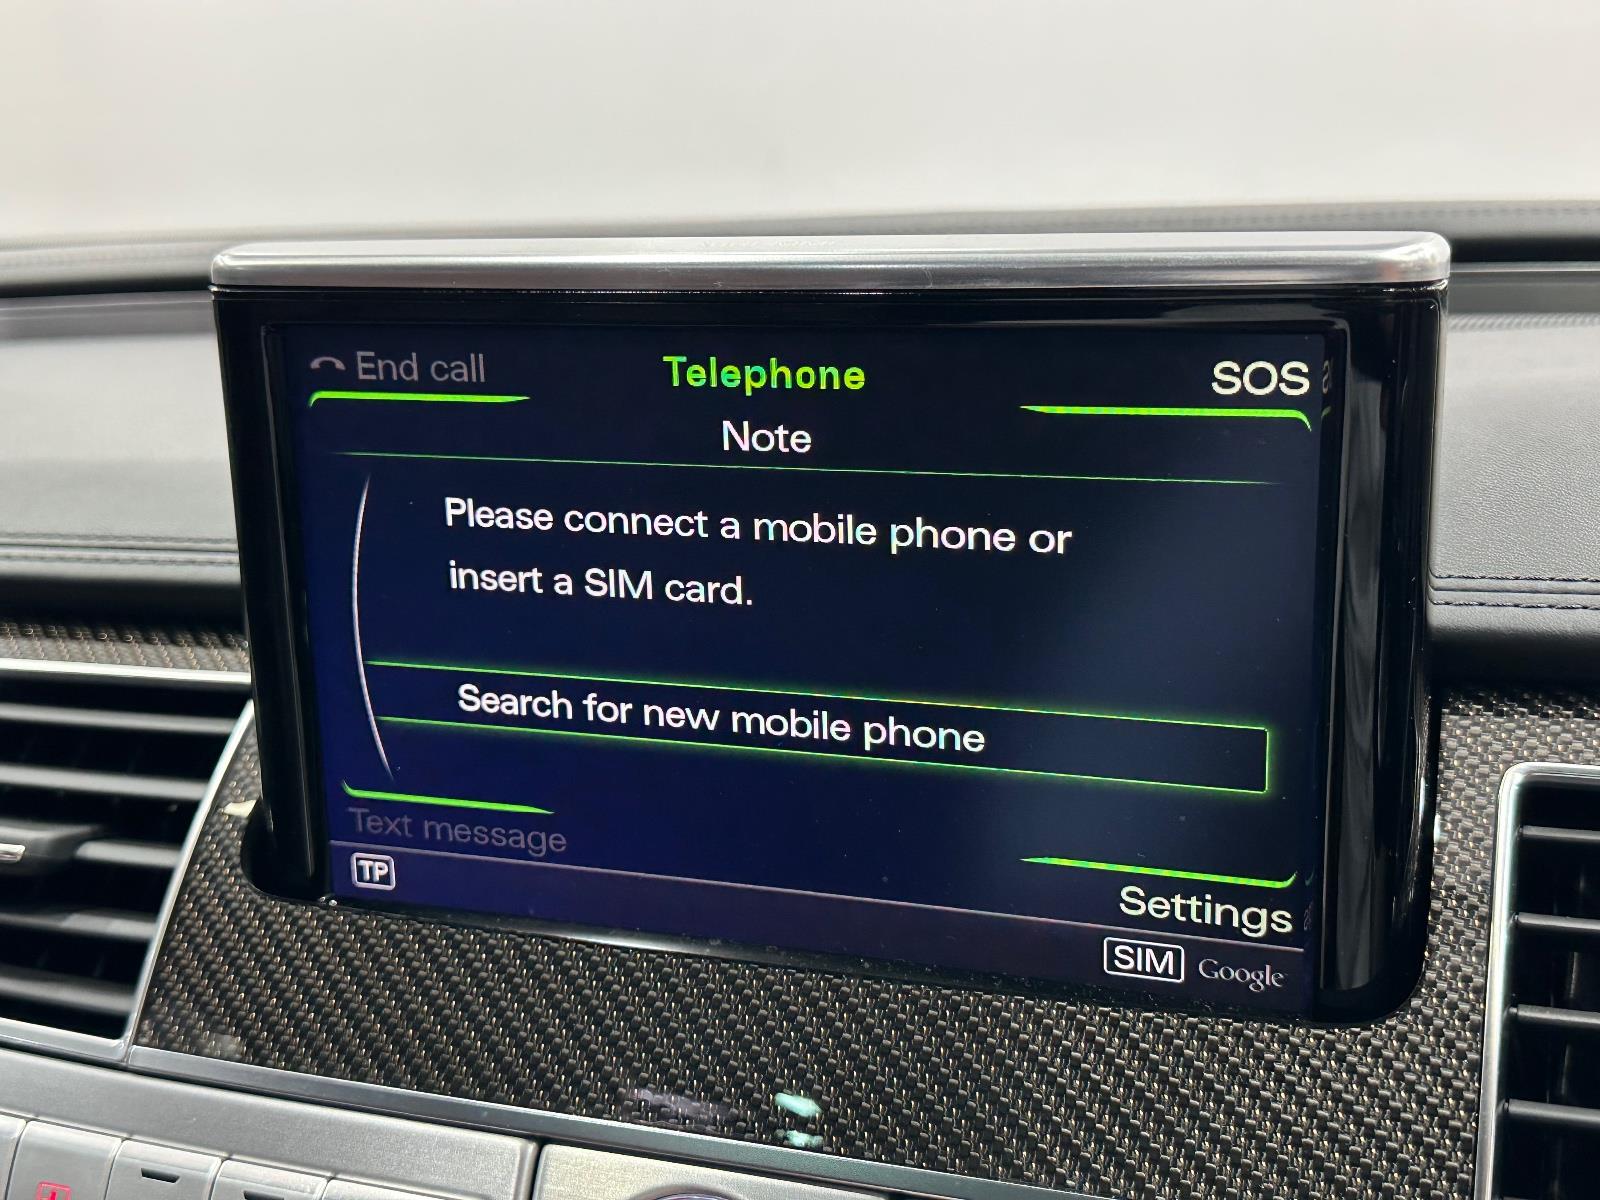 End call
Telephone
SOS
Note
Please connect a mobile phone or
insert a SIM card.
Search for new mobile phone
Text message
Settings
TP
SIM Google